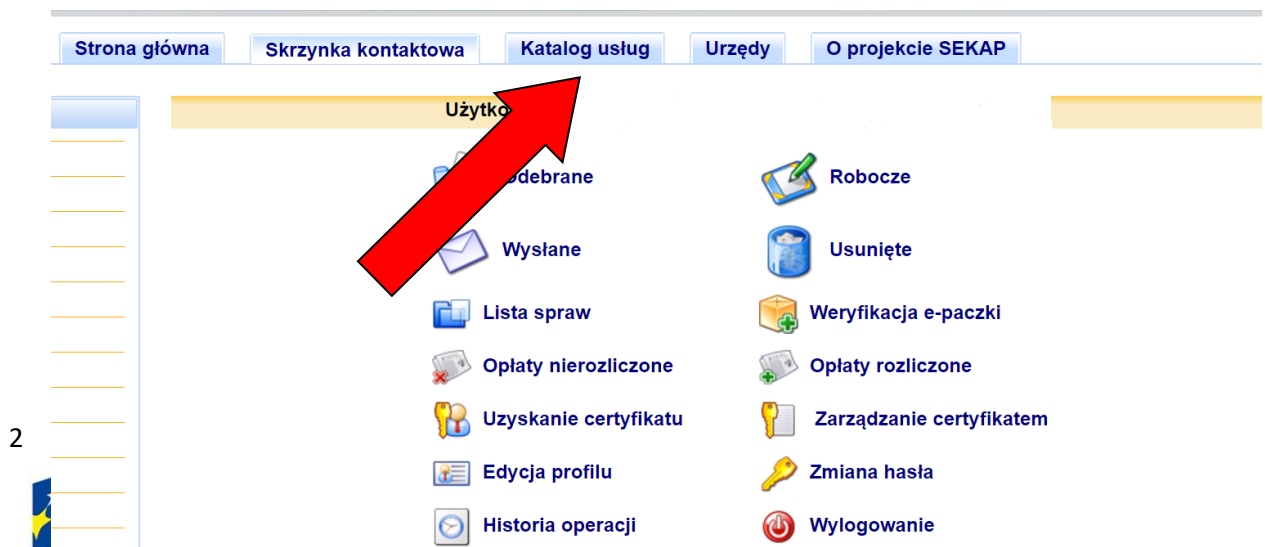 Strona główna Skrzynka kontaktowa Katalog usług Urzędy O projekcie SEKAP
Odebrane Robocze
Wysłane Usunięte
Lista spraw Weryfikacja e-paczki
Opłaty nierozliczone Opłaty rozliczone
Uzyskanie certyfikatu Zarządzanie certyfikatem
2
Edycja profilu Zmiana hasła
Historia operacji Wylogowanie